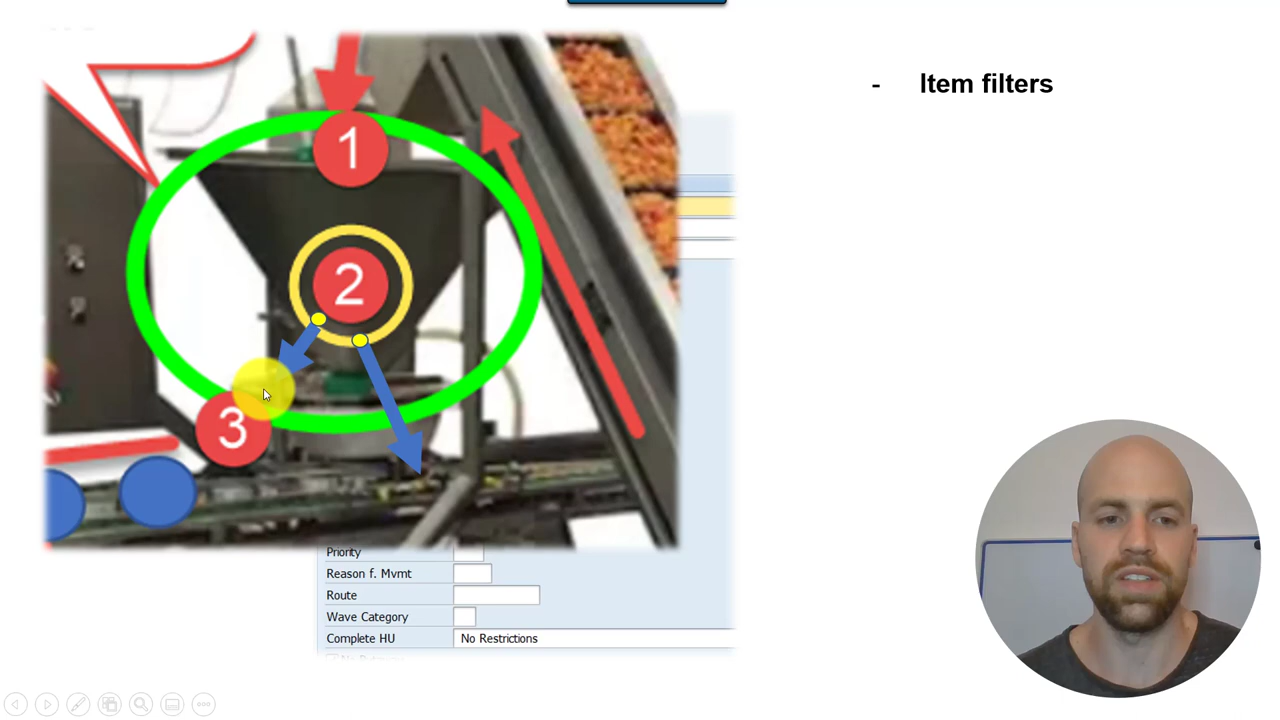 - Item filters
1
2
3
Priority
Reason f. Mvmt
Route
Wave Category
Complete HU No Restrictions